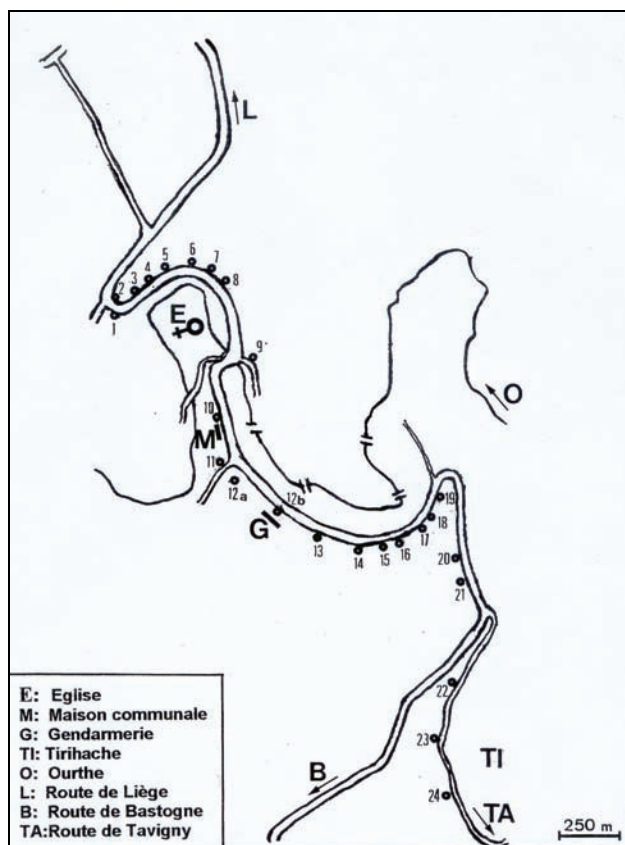 L
6
5
7
4
3
8
2
E
1
9
O
10
M
11
19
12a
12b
18
G
17
13
16
15
14
20
21
22
E: Eglise
M: Maison communale
G: Gendarmerie
TI: Tirihache
O: Ourthe
L: Route de Liège
B: Route de Bastogne
TA:Route de Tavigny
23
TI
B
24
TA
250 m